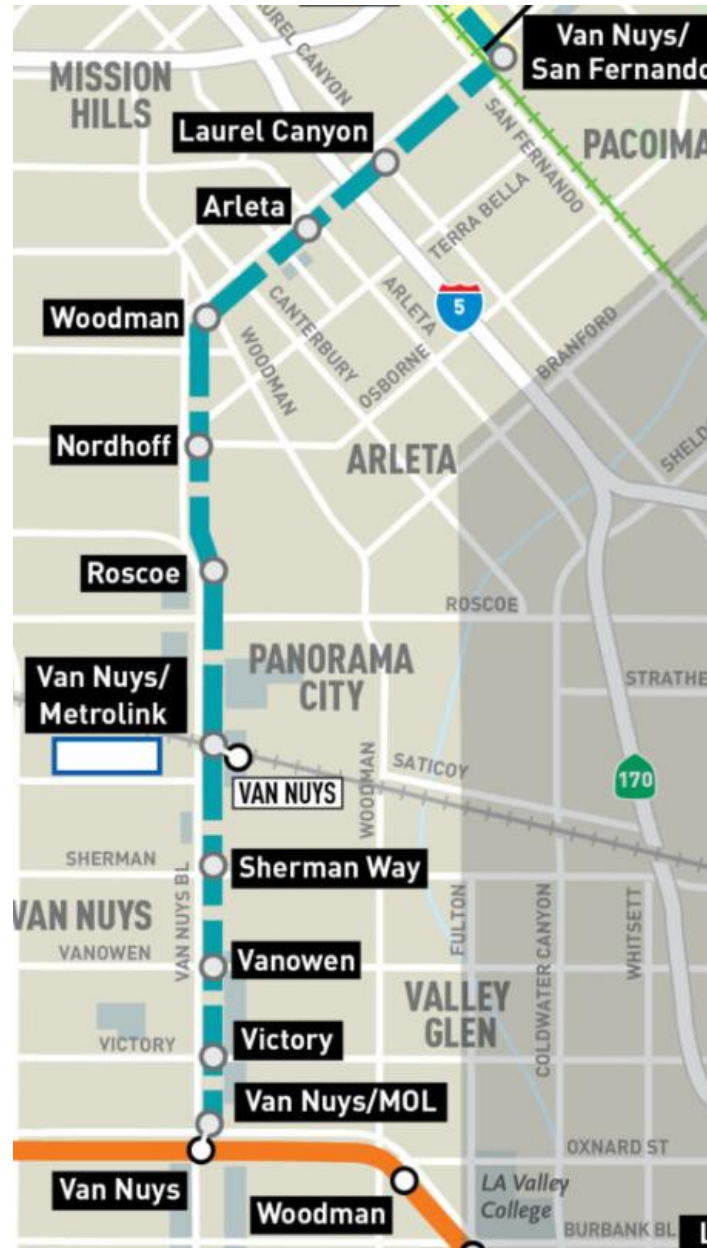 Van Nuys/
San Fernando
MISSION
HILLS
LAUREL CANYON
Laurel Canyon
SAN FERNANDO
PACOIMA
Arleta
TERRA BELLA
Woodman
CANTERBURY
ARLETA
5
WOODMAN
OSBORNE
BRANFORD
Nordhoff
ARLETA
SHELD
Roscoe
ROSCOE
PANORAMA
CITY
STRATHE
Van Nuys/
Metrolink
VAN NUYS
SATICOY
170
WOODMAN
SHERMAN
Sherman Way
VAN NUYS BL
VAN NUYS
VANOWEN
Vanowen
FULTON
COLDWATER CANYON
WHITSETT
VALLEY
GLEN
VICTORY
Victory
Van Nuys/MOL
OXNARD ST
Van Nuys
Woodman
LA Valley
College
BURBANK BL
L